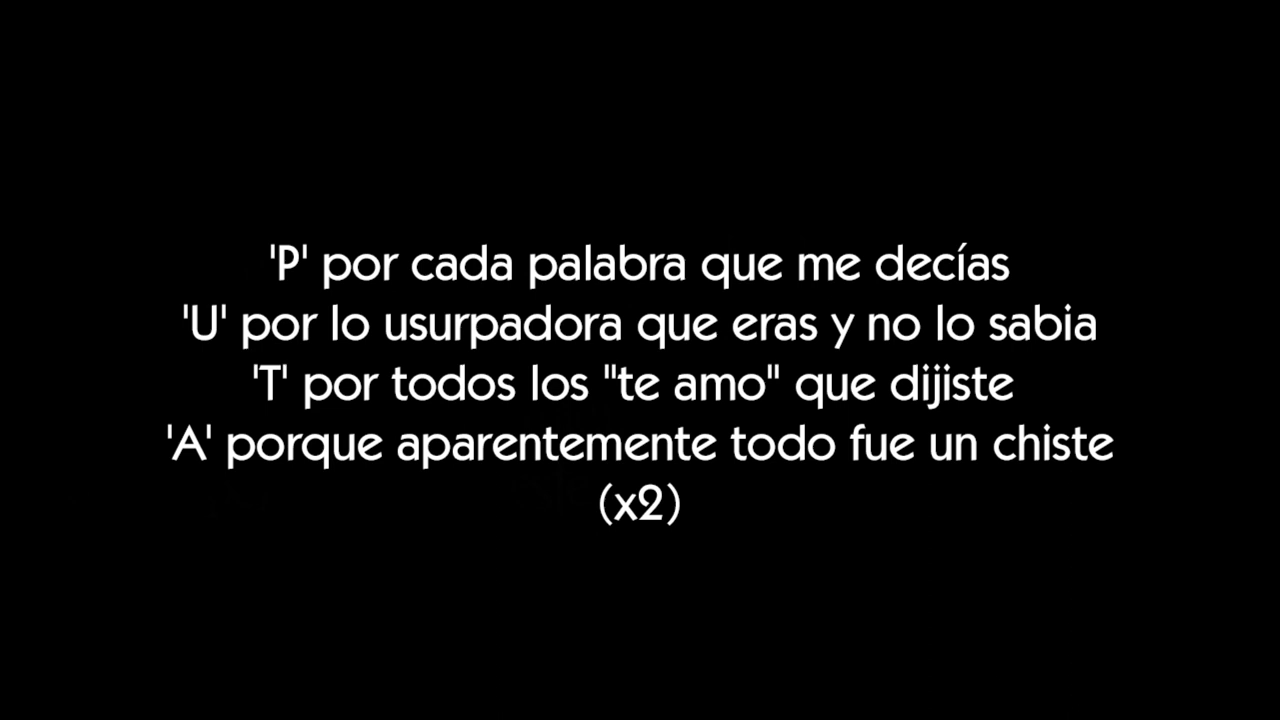 'P' por cada palabra que me decías
'U' por lo usurpadora que eras y no lo sabia
'T' por todos los "te amo" que dijiste
'A' porque aparentemente todo fue un chiste
(x2)